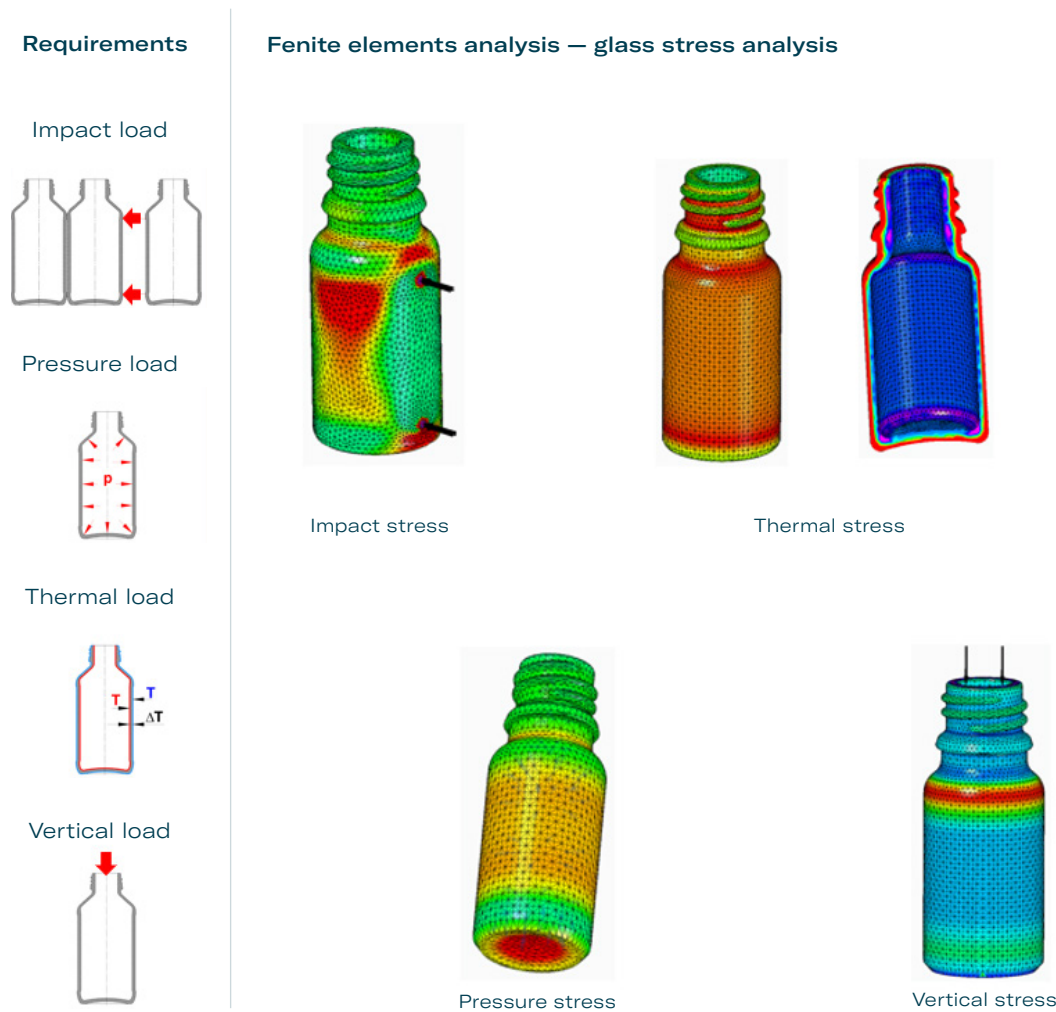 Requirements
Impact load
Pressure load
p
Thermal load
T
T
ΔT
Vertical load
Fenite elements analysis — glass stress analysis
Impact stress
Thermal stress
Pressure stress
Vertical stress